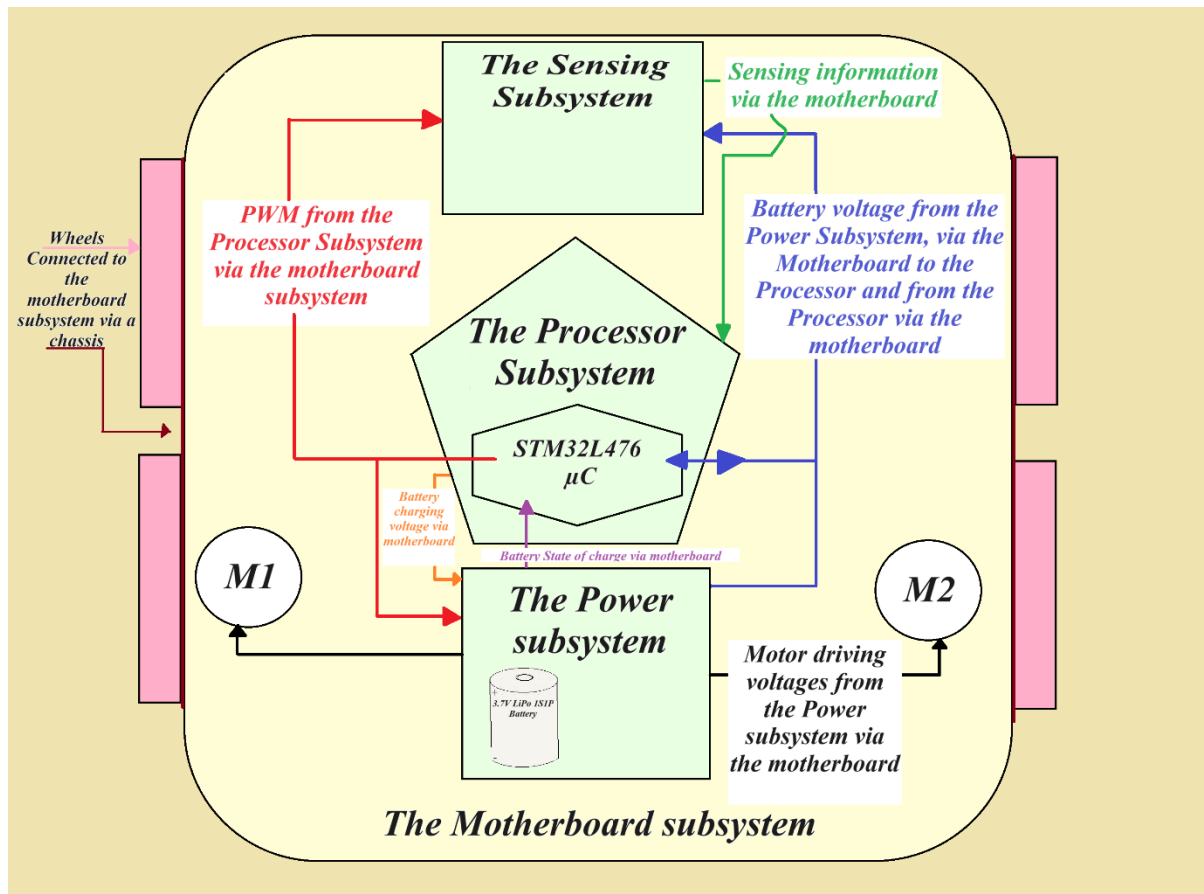 The Sensing
Subsystem
Sensing information
via the motherboard
PWM from the
Processor Subsystem
via the motherboard
subsystem
Battery voltage from the
Power Subsystem, via the
Motherboard to the
Processor and from the
Processor via the
motherboard
Wheels
Connected to
the
motherboard
subsystem via a
chassis
The Processor
Subsystem
STM32L476
µC
Battery
charging
voltage via
motherboard
Battery State of charge via motherboard
M1
The Power
subsystem
3.7V LiPo 1S1P
Battery
+
-
M2
Motor driving
voltages from
the Power
subsystem via
the motherboard
The Motherboard subsystem